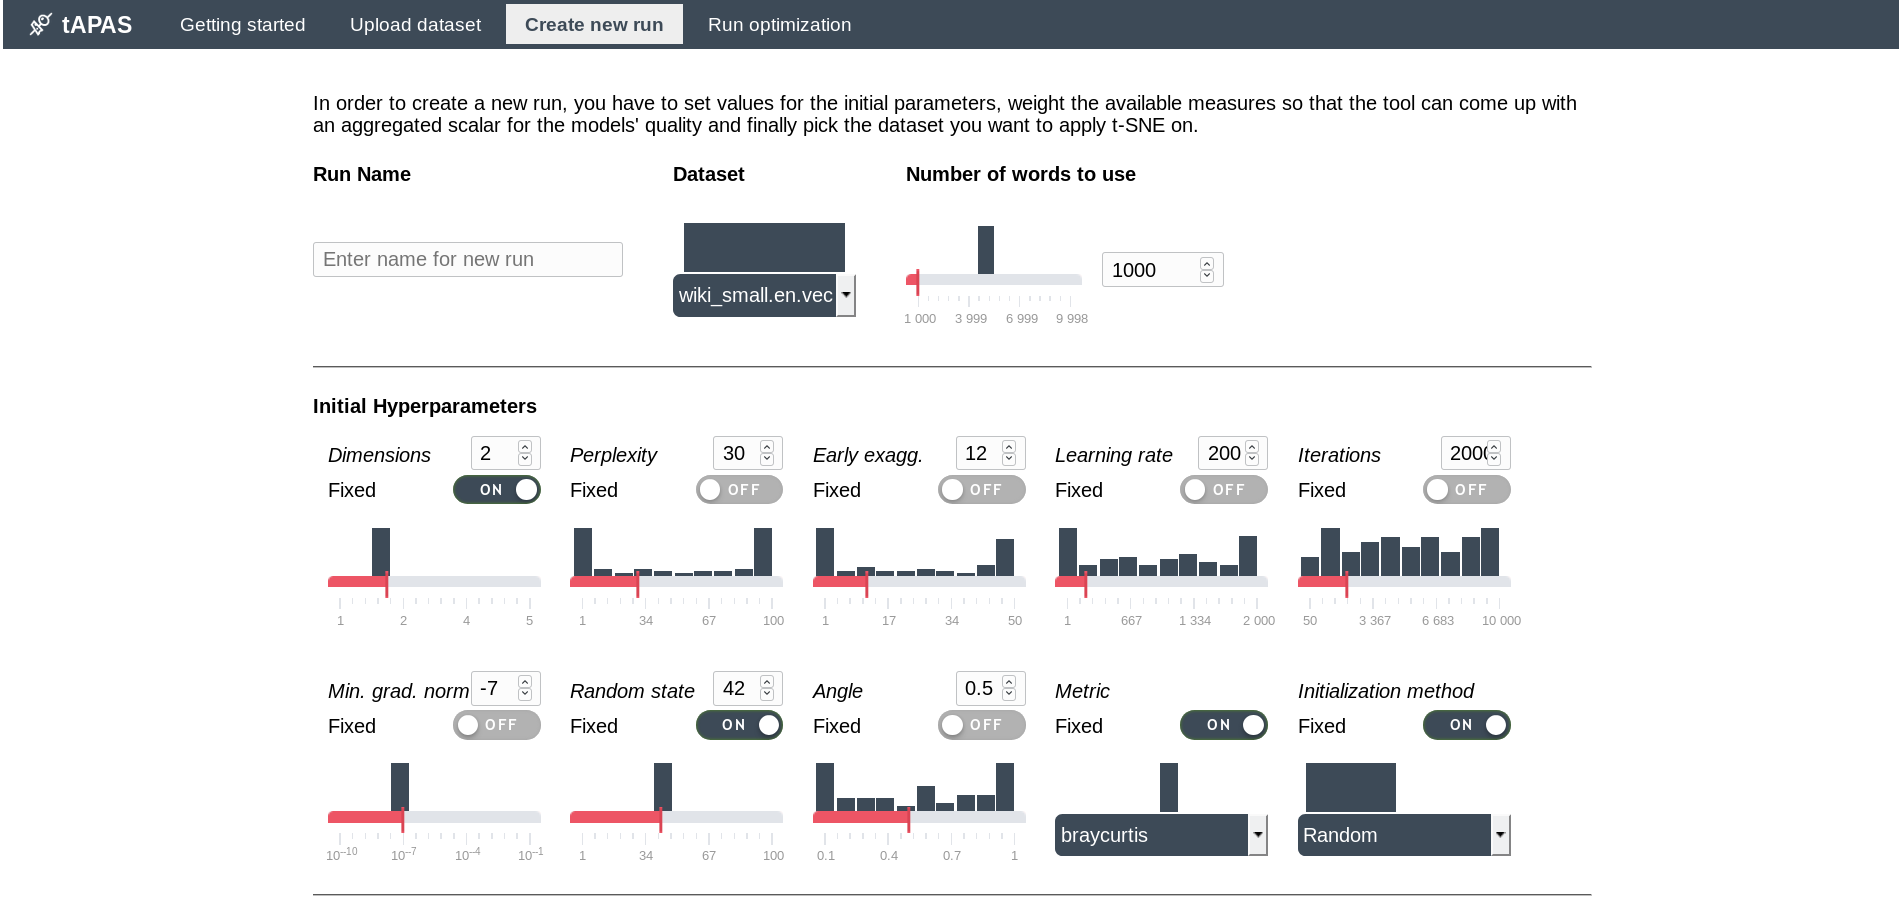 tAPAS Getting started Upload dataset Create new run Run optimization
In order to create a new run, you have to set values for the initial parameters, weight the available measures so that the tool can come up with
an aggregated scalar for the models' quality and finally pick the dataset you want to apply t-SNE on.
Run Name Dataset Number of words to use
Enter name for new run
wiki_small.en.vec
1000
1 000 3 999 6 999 9 998
Initial Hyperparameters
Dimensions 2 Perplexity 30 Early exagg. 12 Learning rate 200 Iterations 2000
Fixed ON Fixed OFF Fixed OFF Fixed OFF Fixed OFF
1 2 4 5 1 34 67 100 1 17 34 50 1 667 1 334 2 000 50 3 367 6 683 10 000
Min. grad. norm -7 Random state 42 Angle 0.5 Metric Initialization method
Fixed OFF Fixed ON Fixed OFF Fixed ON Fixed ON
braycurtis Random
10--10 10--7 10--4 10--1 1 34 67 100 0.1 0.4 0.7 1